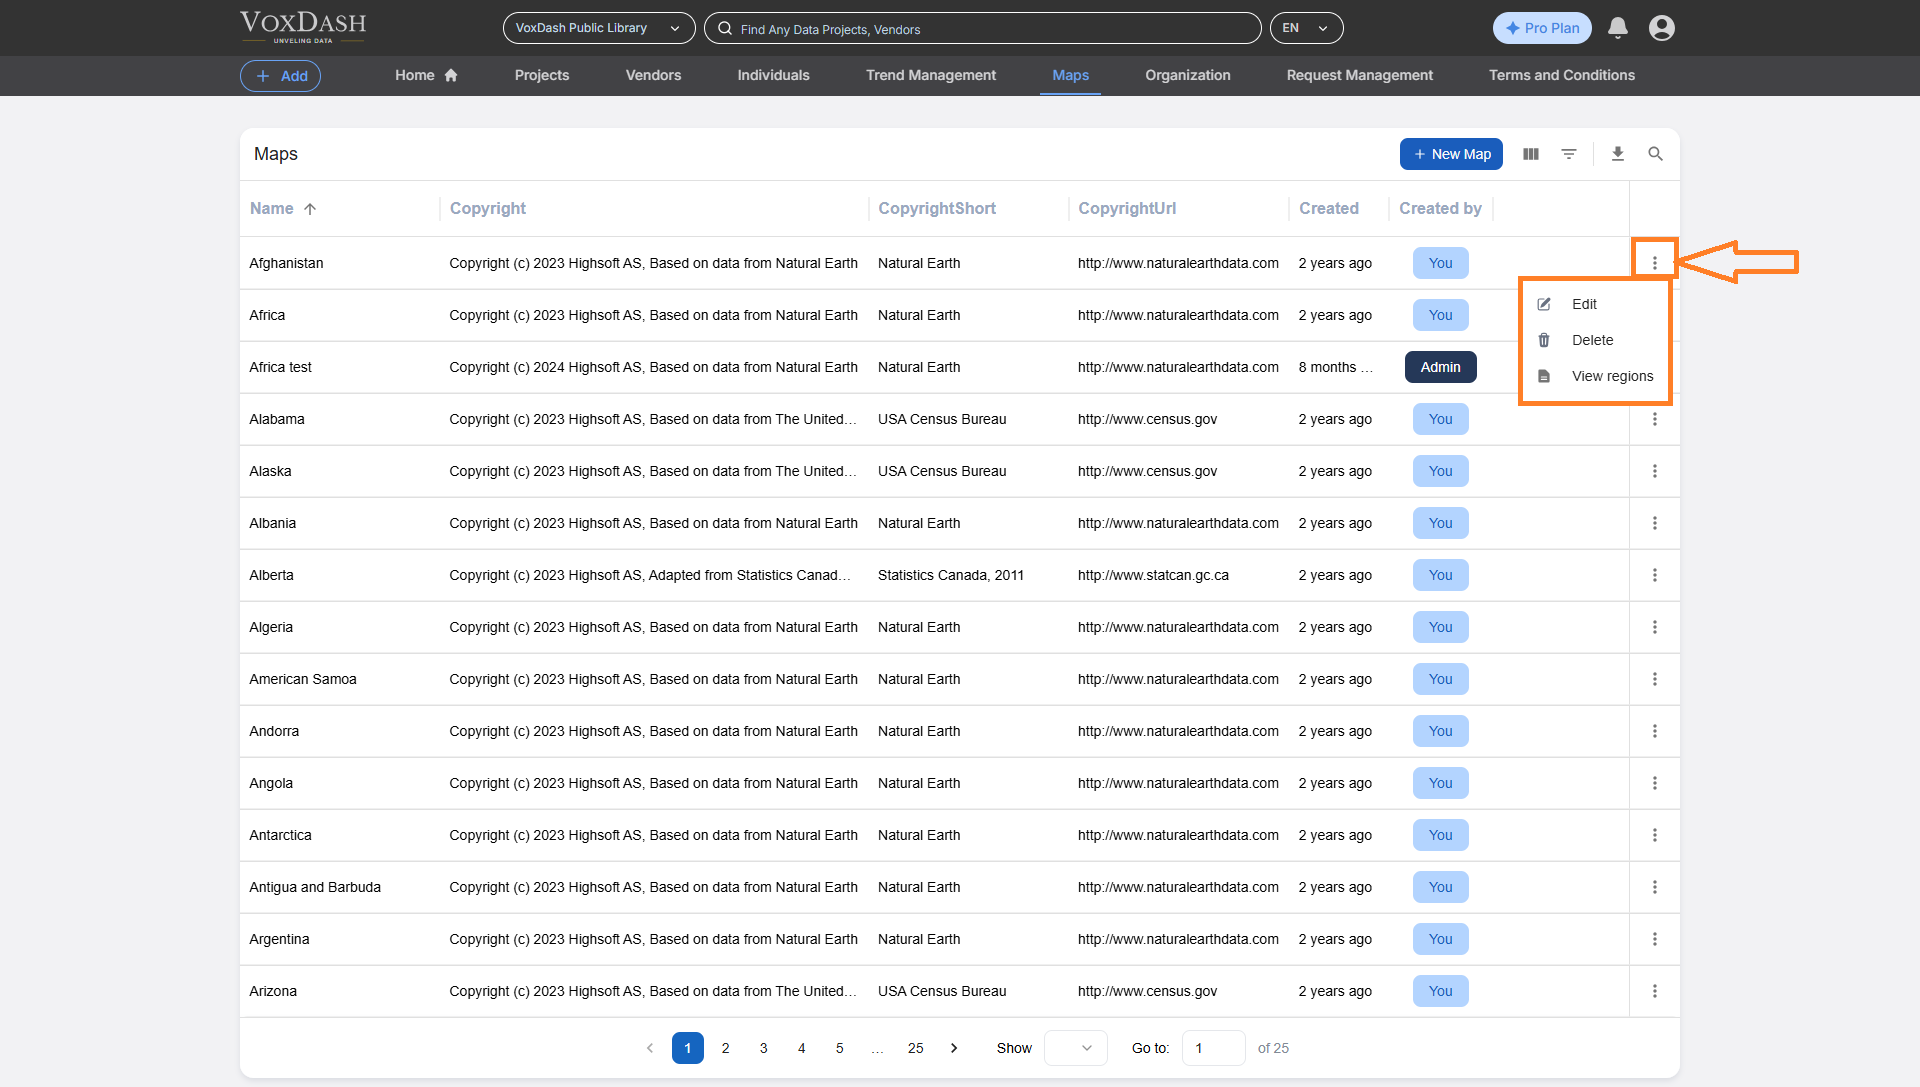 VOXDASH
UNVELING DATA
VoxDash Public Library
Find Any Data Projects, Vendors
EN
Pro Plan
Add
Home
Projects
Vendors
Individuals
Trend Management
Maps
Organization
Request Management
Terms and Conditions
Maps
New Map
Name Copyright CopyrightShort CopyrightUrl Created Created by
Afghanistan Copyright (c) 2023 Highsoft AS, Based on data from Natural Earth Natural Earth http://www.naturalearthdata.com 2 years ago You
Edit
Delete
View regions
Africa Copyright (c) 2023 Highsoft AS, Based on data from Natural Earth Natural Earth http://www.naturalearthdata.com 2 years ago You
Africa test Copyright (c) 2024 Highsoft AS, Based on data from Natural Earth Natural Earth http://www.naturalearthdata.com 8 months ... Admin
Alabama Copyright (c) 2023 Highsoft AS, Based on data from The United... USA Census Bureau http://www.census.gov 2 years ago You
Alaska Copyright (c) 2023 Highsoft AS, Based on data from The United... USA Census Bureau http://www.census.gov 2 years ago You
Albania Copyright (c) 2023 Highsoft AS, Based on data from Natural Earth Natural Earth http://www.naturalearthdata.com 2 years ago You
Alberta Copyright (c) 2023 Highsoft AS, Adapted from Statistics Canad... Statistics Canada, 2011 http://www.statcan.gc.ca 2 years ago You
Algeria Copyright (c) 2023 Highsoft AS, Based on data from Natural Earth Natural Earth http://www.naturalearthdata.com 2 years ago You
American Samoa Copyright (c) 2023 Highsoft AS, Based on data from Natural Earth Natural Earth http://www.naturalearthdata.com 2 years ago You
Andorra Copyright (c) 2023 Highsoft AS, Based on data from Natural Earth Natural Earth http://www.naturalearthdata.com 2 years ago You
Angola Copyright (c) 2023 Highsoft AS, Based on data from Natural Earth Natural Earth http://www.naturalearthdata.com 2 years ago You
Antarctica Copyright (c) 2023 Highsoft AS, Based on data from Natural Earth Natural Earth http://www.naturalearthdata.com 2 years ago You
Antigua and Barbuda Copyright (c) 2023 Highsoft AS, Based on data from Natural Earth Natural Earth http://www.naturalearthdata.com 2 years ago You
Argentina Copyright (c) 2023 Highsoft AS, Based on data from Natural Earth Natural Earth http://www.naturalearthdata.com 2 years ago You
Arizona Copyright (c) 2023 Highsoft AS, Based on data from The United... USA Census Bureau http://www.census.gov 2 years ago You
1 2 3 4 5 ... 25 Show Go to: 1 of 25